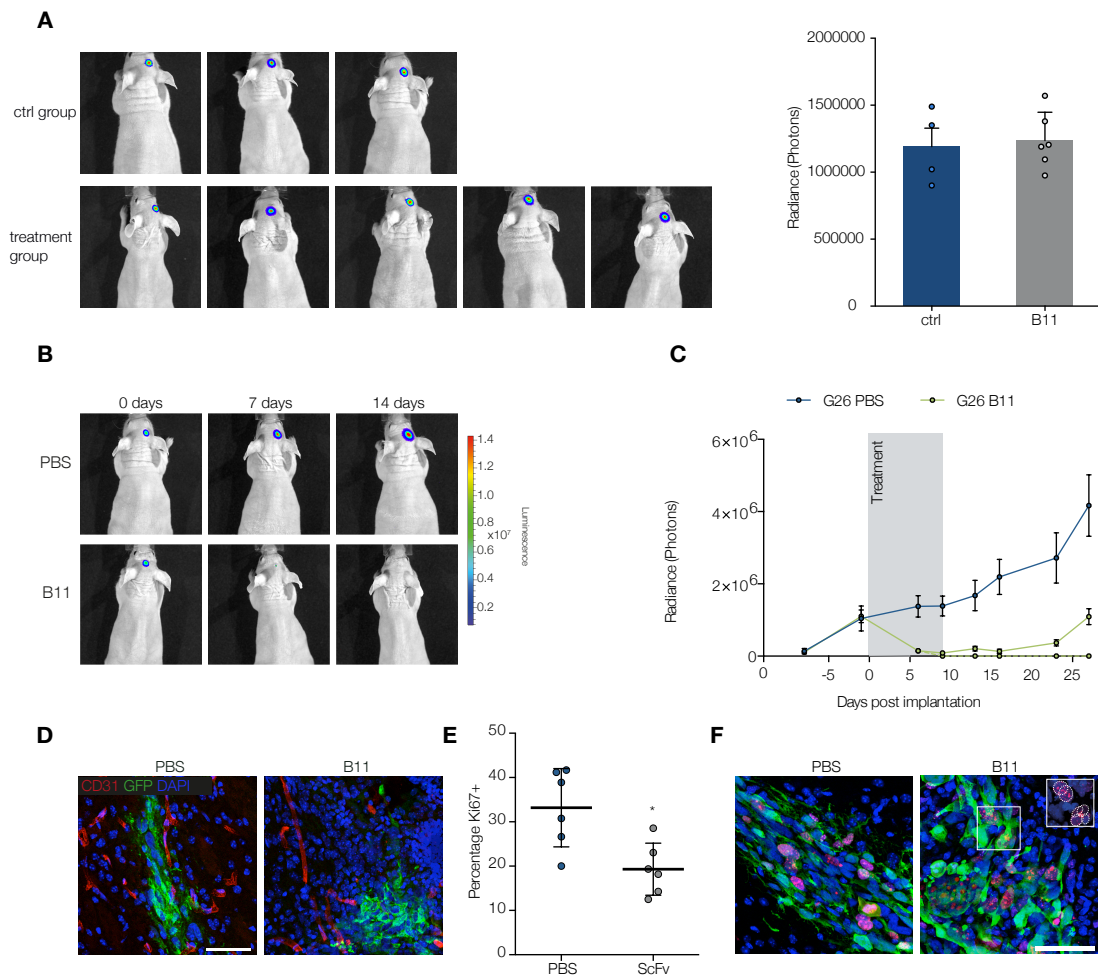 A
ctrl group
treatment
group
2000000
1500000
1000000
500000
0
Radiance (Photons)
ctrl
B11
B
0 days
7 days
14 days
PBS
B11
1.4
1.2
1.0
0.8
×10⁷
0.6
0.4
0.2
Luminescence
C
G26 PBS
G26 B11
6×10⁶
4×10⁶
2×10⁶
0
Radiance (Photons)
Treatment
0
-5
0
5
10
15
20
25
Days post implantation
D
PBS
B11
CD31 GFP DAPI
E
50
40
30
20
10
0
Percentage Ki67+
*
PBS
ScFv
F
PBS
B11